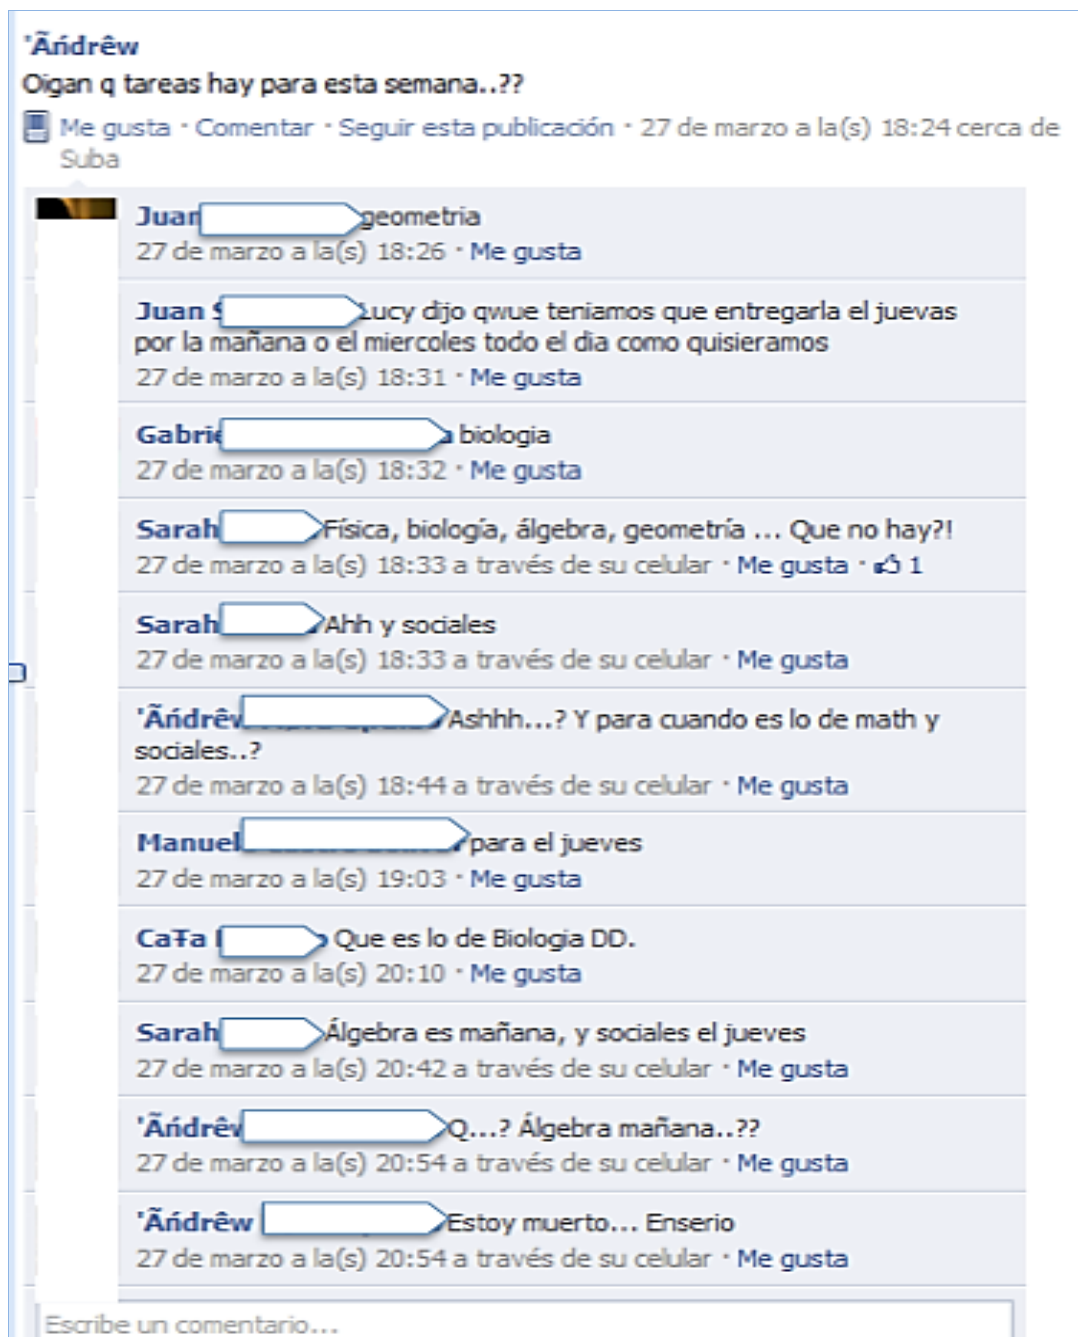 'Ãńdrêw
Oigan q tareas hay para esta semana..??
Me gusta · Comentar · Seguir esta publicación · 27 de marzo a la(s) 18:24 cerca de
Suba
Juan geometria
27 de marzo a la(s) 18:26 · Me gusta
Juan S Lucy dijo qwue teniamos que entregarla el juevas
por la mañana o el miercoles todo el dia como quisieramos
27 de marzo a la(s) 18:31 · Me gusta
biologia
27 de marzo a la(s) 18:32 · Me gusta
Sarah Física, biología, álgebra, geometría ... Que no hay?!
27 de marzo a la(s) 18:33 a través de su celular · Me gusta · 1
Sarah Ahh y sociales
27 de marzo a la(s) 18:33 a través de su celular · Me gusta
'Ãńdrêw Ashhh...? Y para cuando es lo de math y
sociales..?
27 de marzo a la(s) 18:44 a través de su celular · Me gusta
Manuel para el jueves
27 de marzo a la(s) 19:03 · Me gusta
CaŦa Que es lo de Biologia DD.
27 de marzo a la(s) 20:10 · Me gusta
Sarah Álgebra es mañana, y sociales el jueves
27 de marzo a la(s) 20:42 a través de su celular · Me gusta
'Ãńdrêw Q...? Álgebra mañana..??
27 de marzo a la(s) 20:54 a través de su celular · Me gusta
'Ãńdrêw Estoy muerto... Enserio
27 de marzo a la(s) 20:54 a través de su celular · Me gusta
Escribe un comentario...